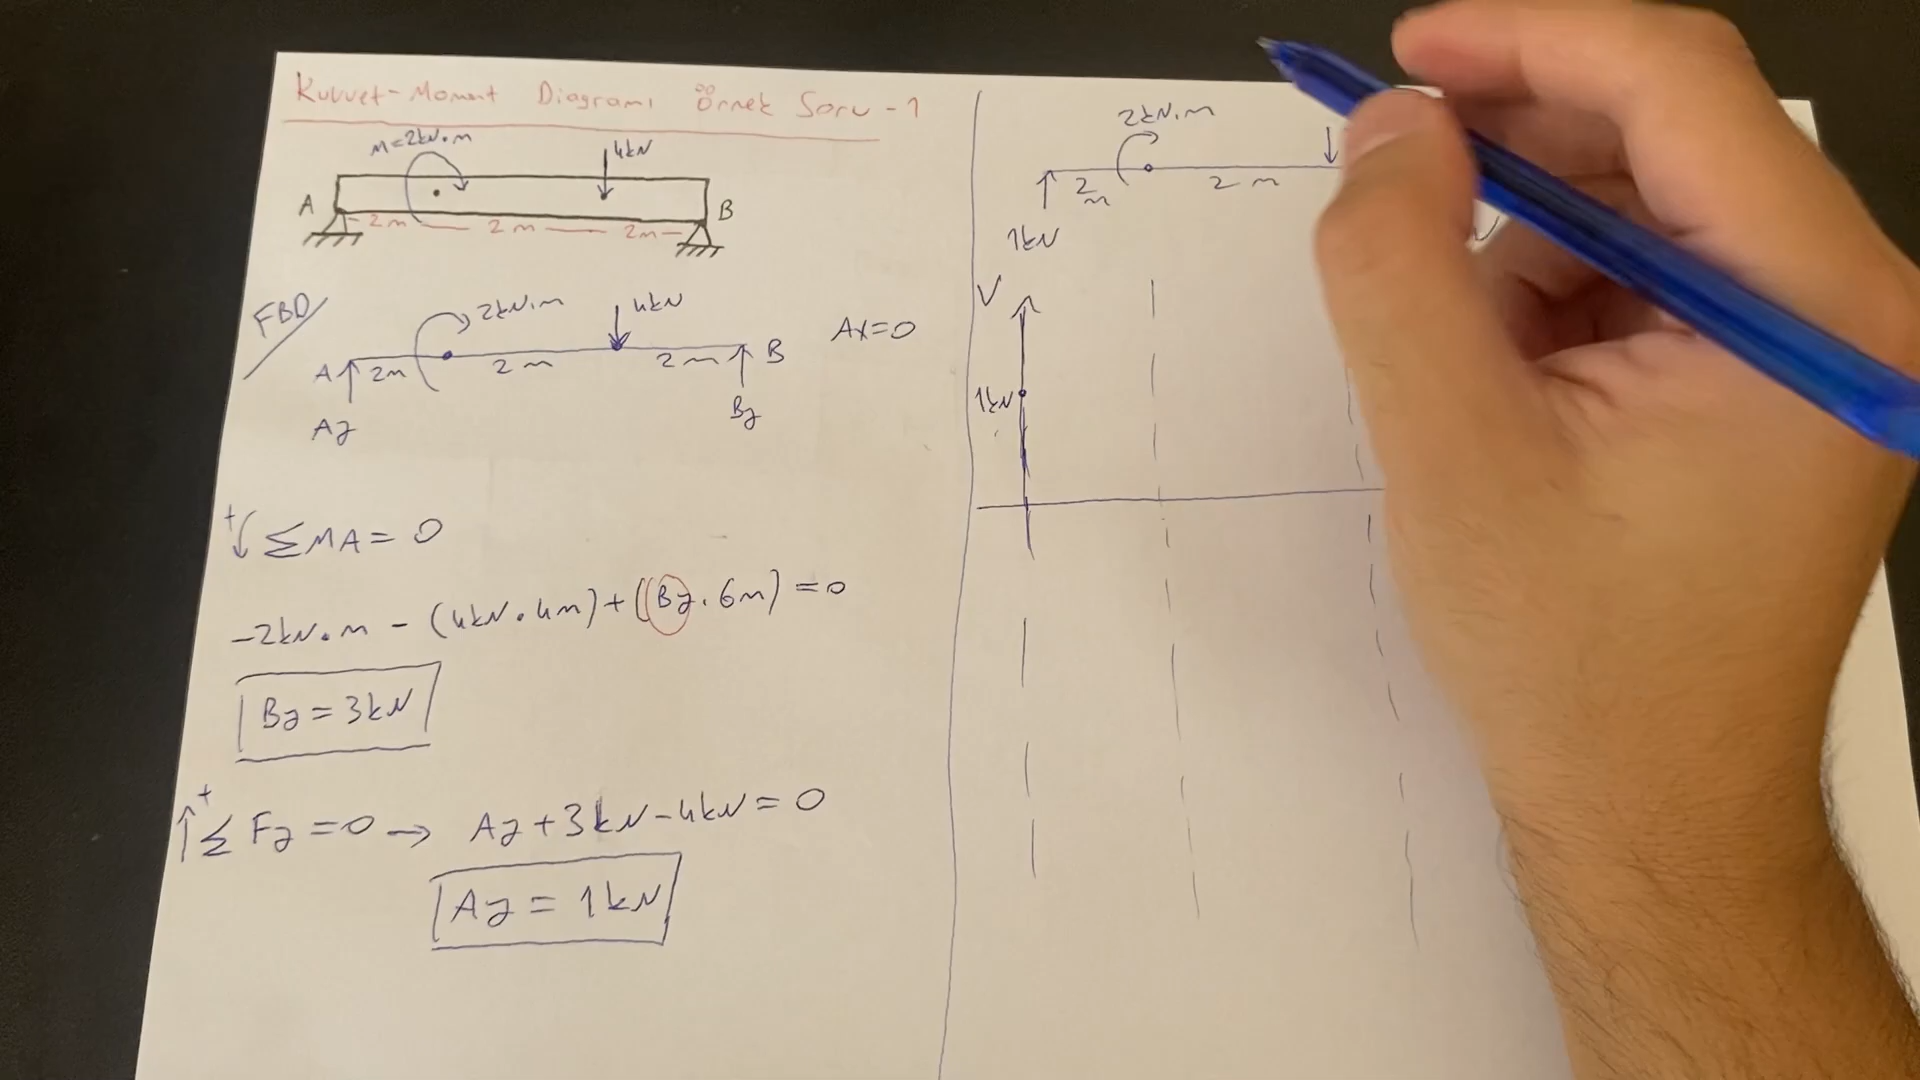 Kuvvet-Moment Diagramı Örnek Soru-1
M=2kN.m
4kN
A
B
2m
2m
2m
FBD
2kN.m
4kN
Ax=0
A
2m
2m
2m
B
Ay
By
+ ΣMA=0
-2kN.m - (4kN.4m)+((By.6m)=0
By=3kN
+ ΣFy=0 → Ay+3kN-4kN=0
Ay=1kN
2kN.m
2m
2m
1kN
V
1kN